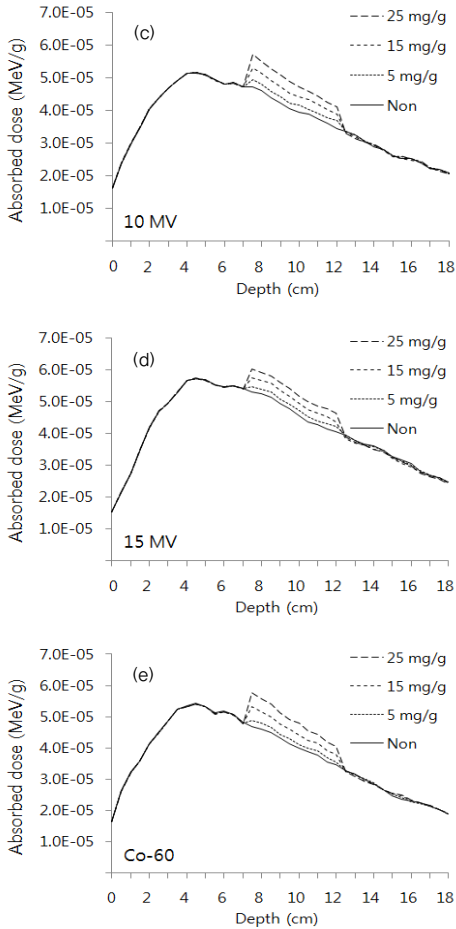 7.0E-05
(c)
25 mg/g
6.0E-05
15 mg/g
5.0E-05
5 mg/g
4.0E-05
Non
3.0E-05
2.0E-05
1.0E-05
10 MV
Absorbed dose (MeV/g)
0 2 4 6 8 10 12 14 16 18
Depth (cm)
7.0E-05
(d)
25 mg/g
6.0E-05
15 mg/g
5.0E-05
5 mg/g
4.0E-05
Non
3.0E-05
2.0E-05
1.0E-05
15 MV
Absorbed dose (MeV/g)
0 2 4 6 8 10 12 14 16 18
Depth (cm)
7.0E-05
(e)
25 mg/g
6.0E-05
15 mg/g
5.0E-05
5 mg/g
4.0E-05
Non
3.0E-05
2.0E-05
1.0E-05
Co-60
Absorbed dose (MeV/g)
0 2 4 6 8 10 12 14 16 18
Depth (cm)